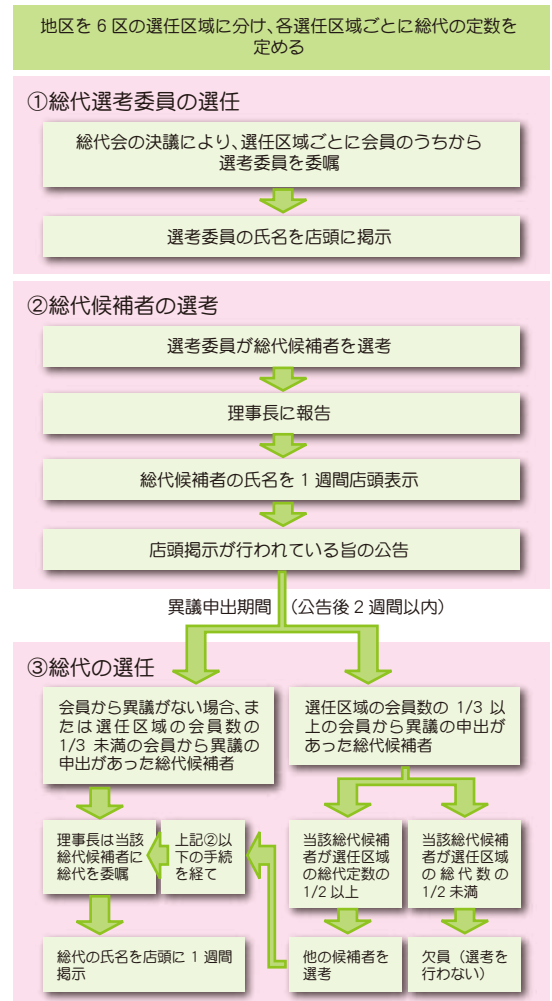 地区を6区の選任区域に分け、各選任区域ごとに総代の定数を
定める
①総代選考委員の選任
総代会の決議により、選任区域ごとに会員のうちから
選考委員を委嘱
選考委員の氏名を店頭に掲示
②総代候補者の選考
選考委員が総代候補者を選考
理事長に報告
総代候補者の氏名を1週間店頭表示
店頭掲示が行われている旨の公告
異議申出期間（公告後2週間以内）
③総代の選任
会員から異議がない場合、ま
たは選任区域の会員数の
1/3 未満の会員から異議の
申出があった総代候補者
選任区域の会員数の 1/3 以
上の会員から異議の申出が
あった総代候補者
理事長は当該
総代候補者に
総代を委嘱
上記②以
下の手続
を経て
当該総代候補
者が選任区域
の総代定数の
1/2 以上
当該総代候補
者が選任区域
の総代数の
1/2 未満
総代の氏名を店頭に1週間
掲示
他の候補者を
選考
欠員（選考を
行わない）